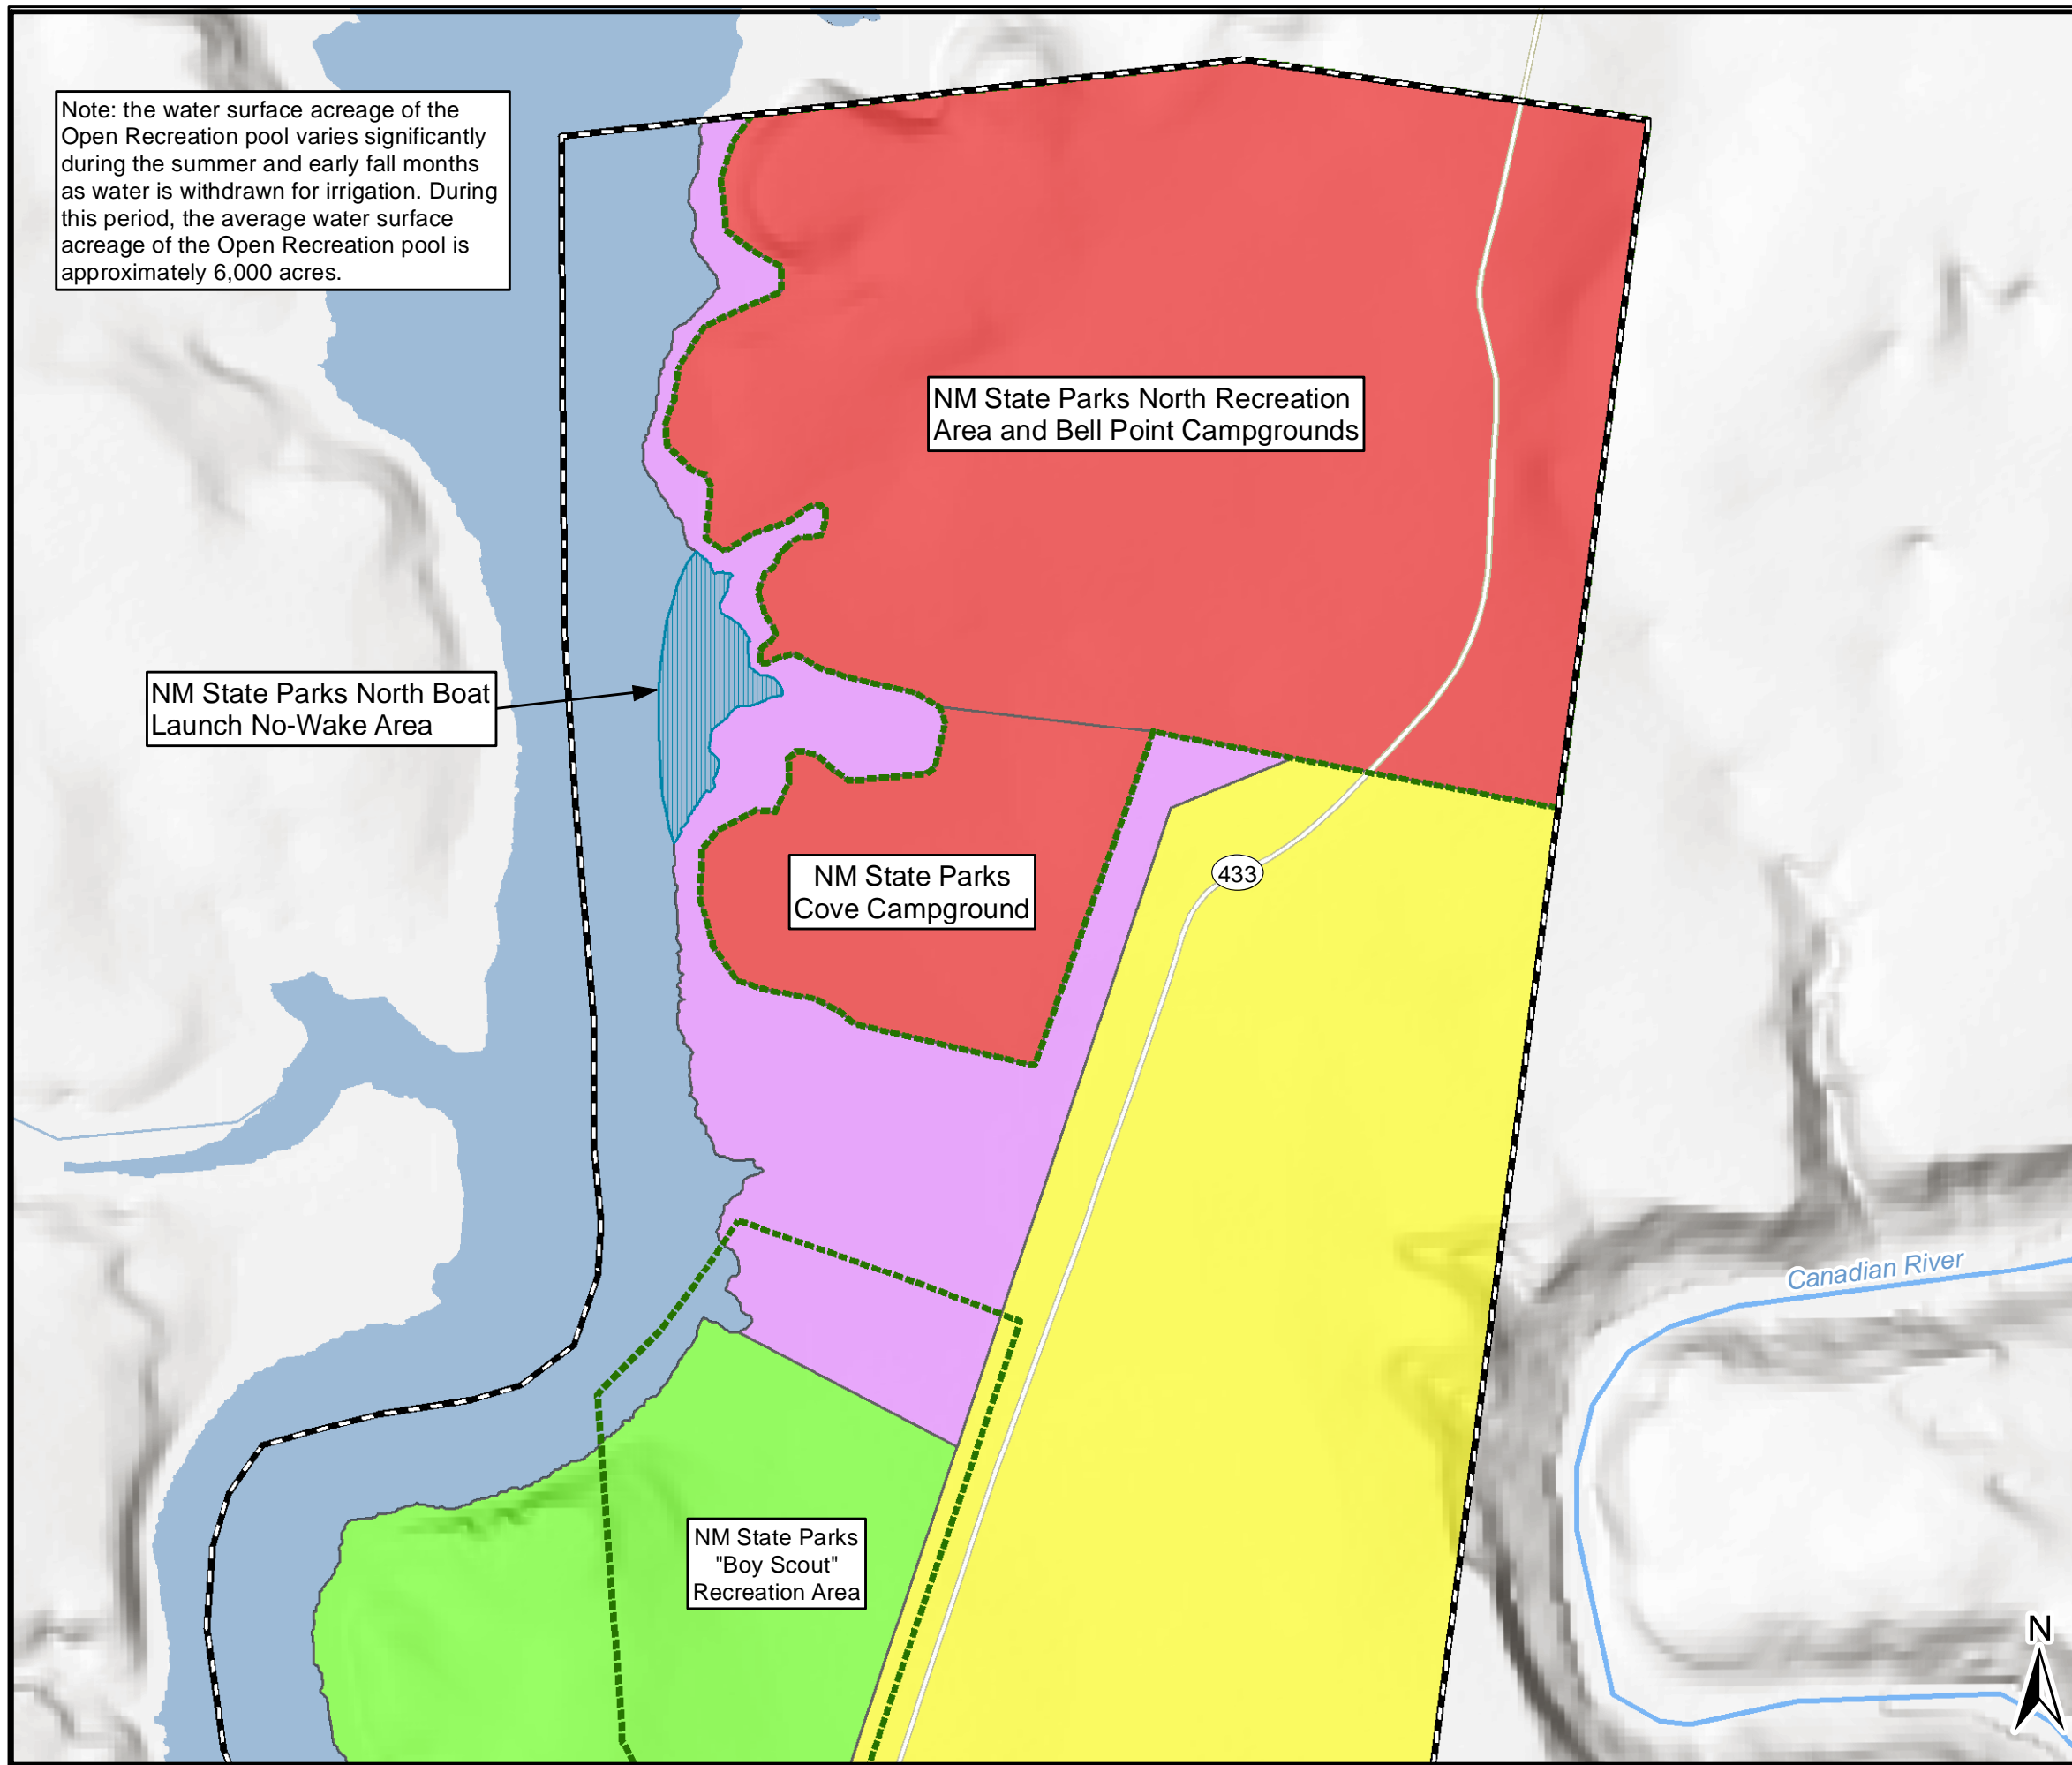 Note: the water surface acreage of the
Open Recreation pool varies significantly
during the summer and early fall months
as water is withdrawn for irrigation. During
this period, the average water surface
acreage of the Open Recreation pool is
approximately 6,000 acres.
NM State Parks North Recreation
Area and Bell Point Campgrounds
NM State Parks North Boat
Launch No-Wake Area
NM State Parks
Cove Campground
433
Canadian River
NM State Parks
"Boy Scout"
Recreation Area
N